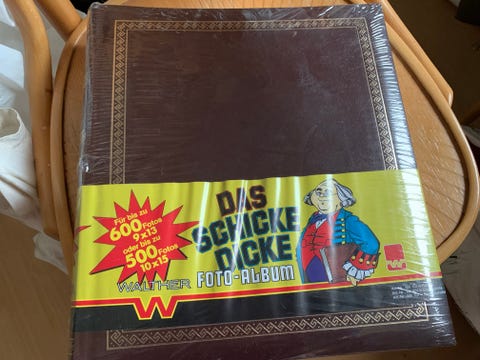 Für bis zu
600 Fotos
9x13
oder bis zu
500 Fotos
10x15
WALTHER
W
DAS
SCHICKE
DICKE
FOTO-ALBUM
W